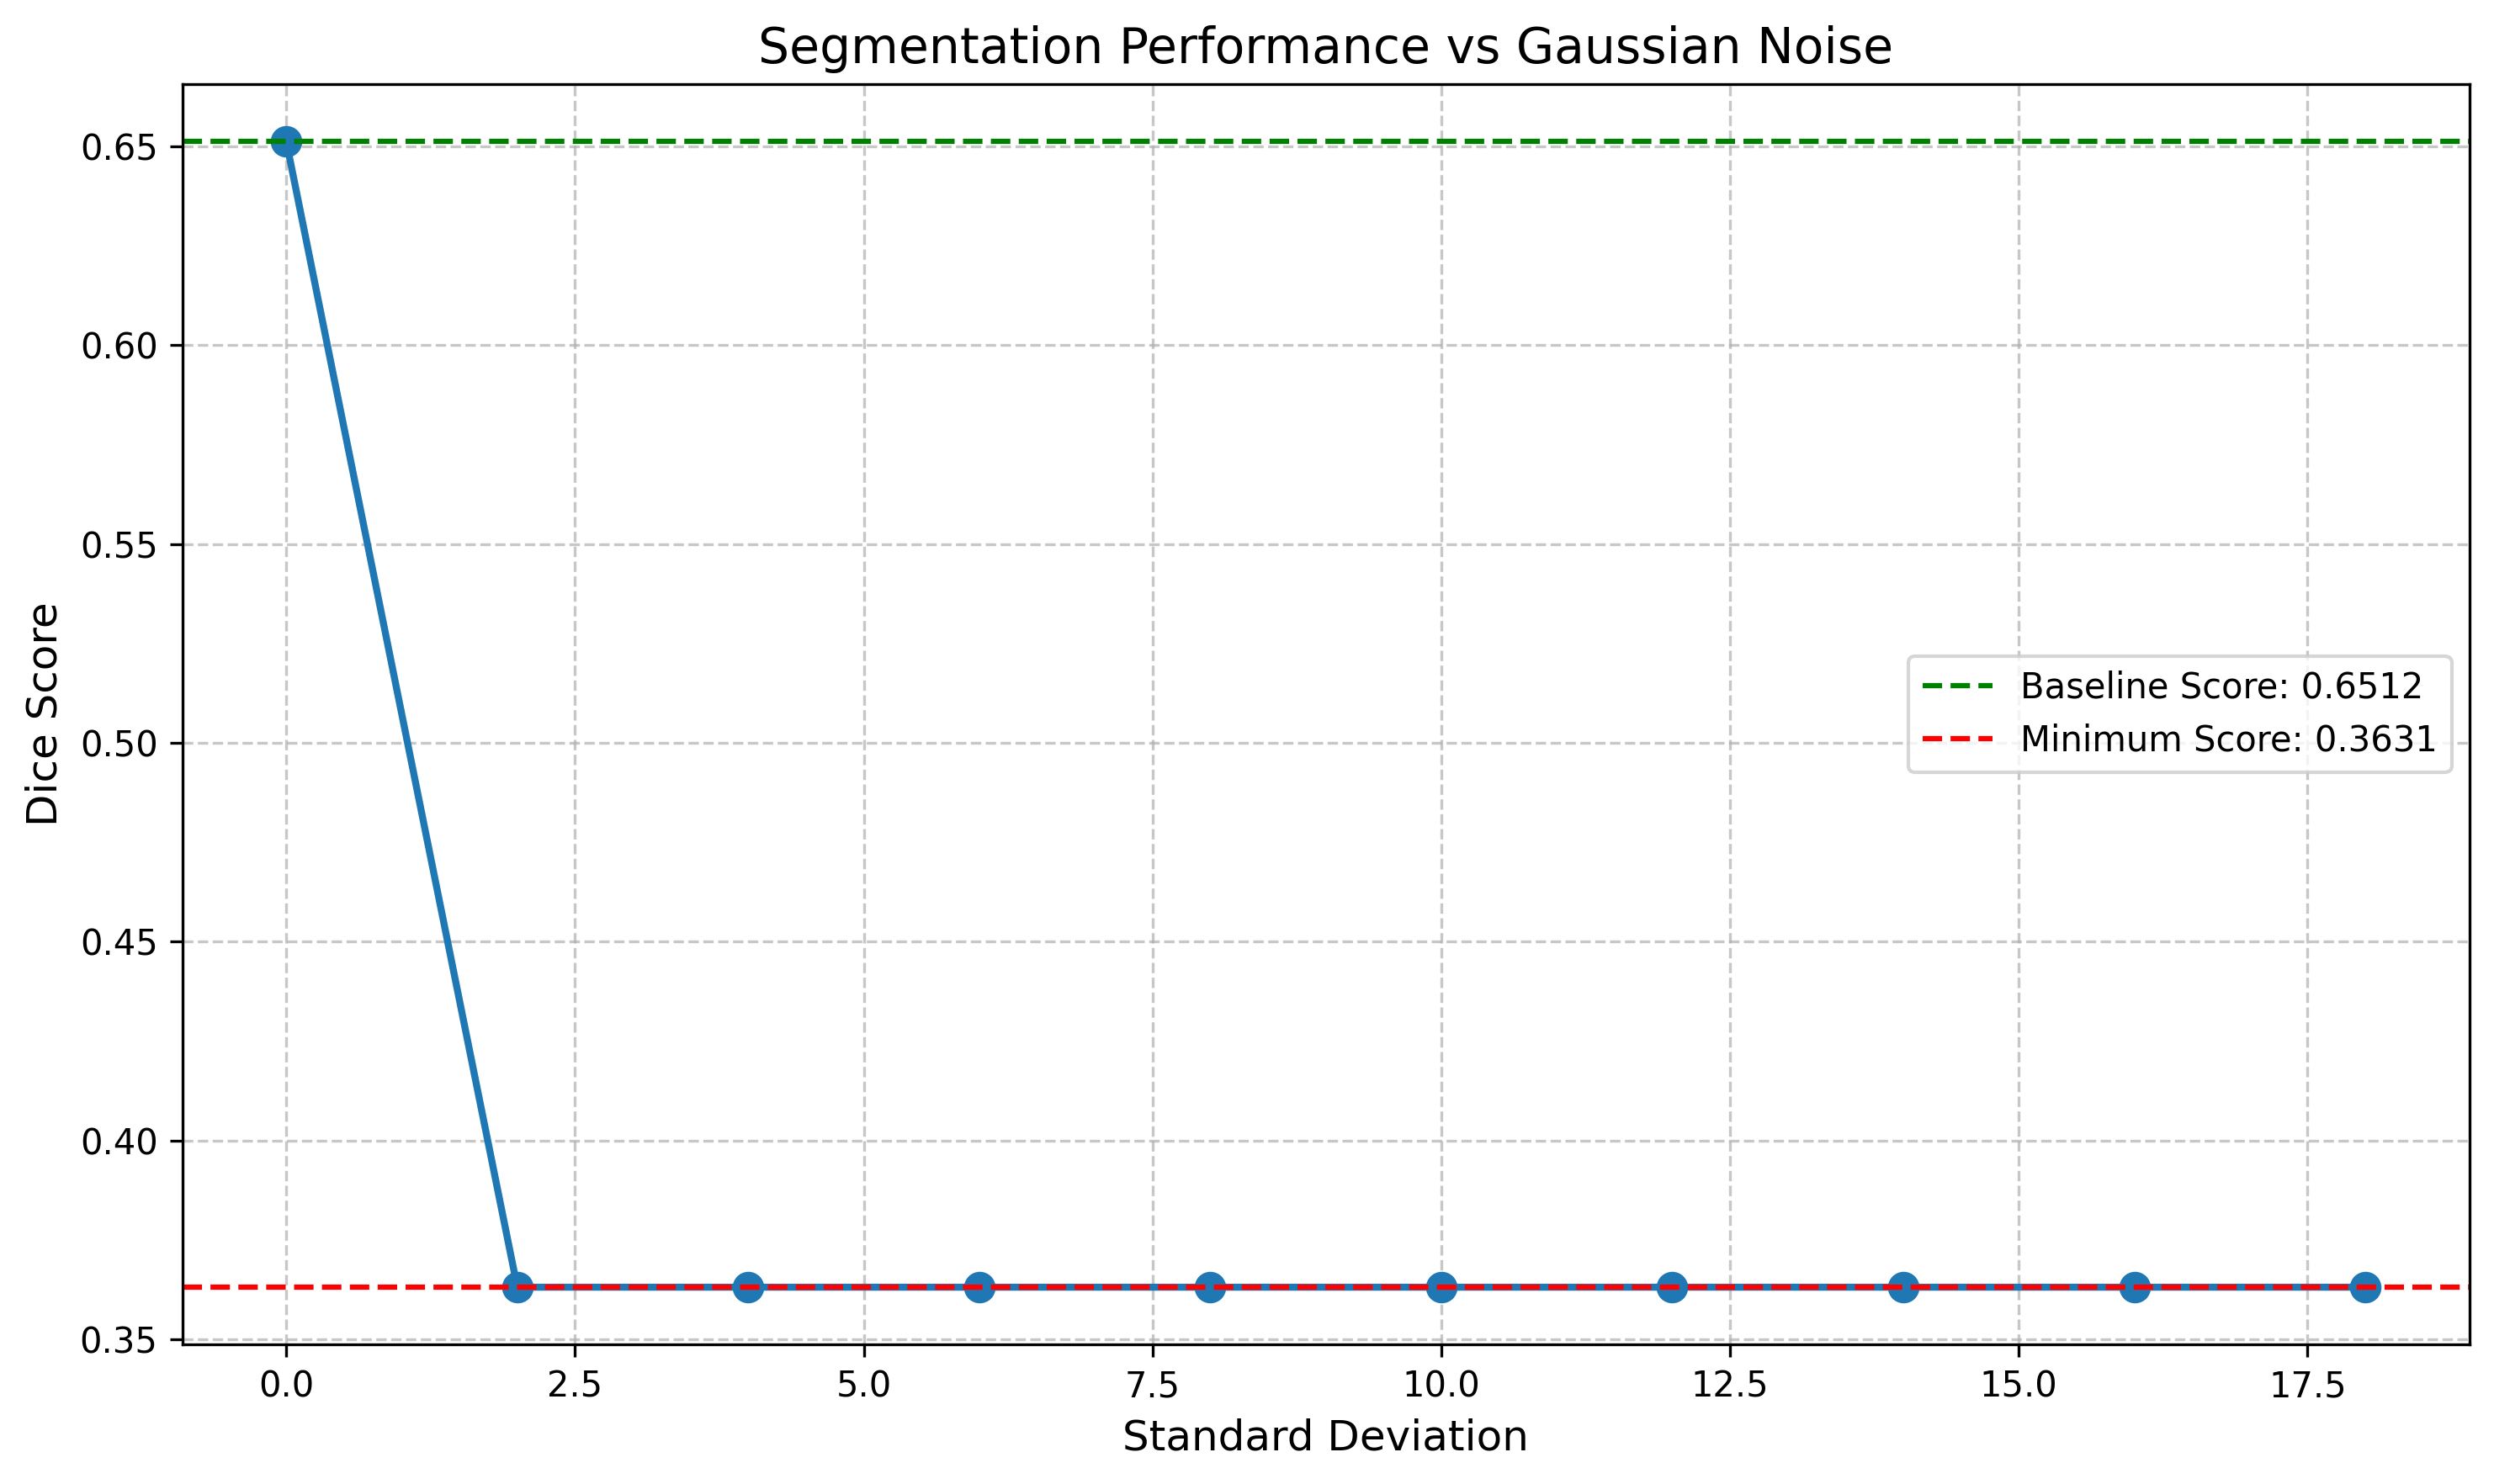 Segmentation Performance vs Gaussian Noise
Dice Score
0.65
0.60
0.55
0.50
0.45
0.40
0.35
Baseline Score: 0.6512
Minimum Score: 0.3631
0.0 2.5 5.0 7.5 10.0 12.5 15.0 17.5
Standard Deviation